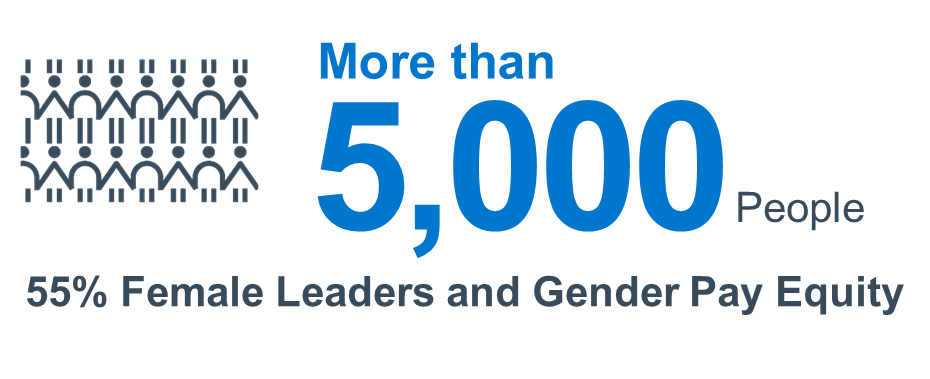 More than
5,000 People
55% Female Leaders and Gender Pay Equity